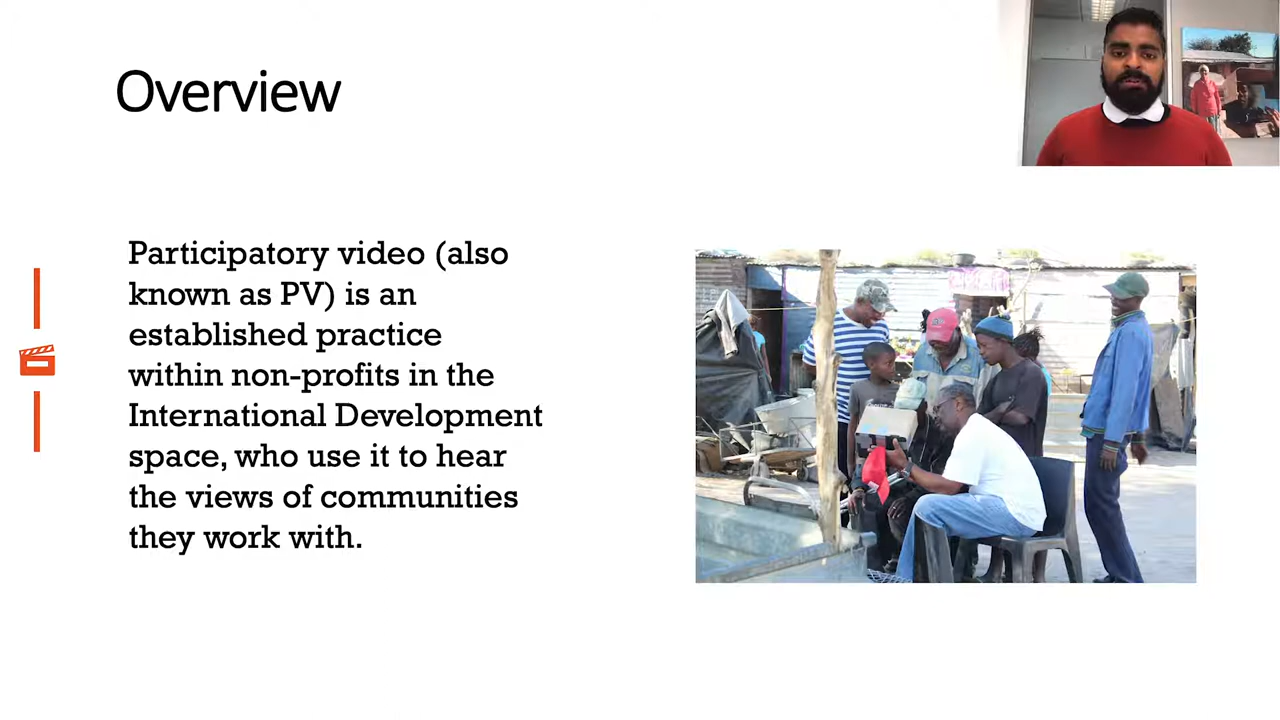 Overview
Participatory video (also
known as PV) is an
established practice
within non-profits in the
International Development
space, who use it to hear
the views of communities
they work with.